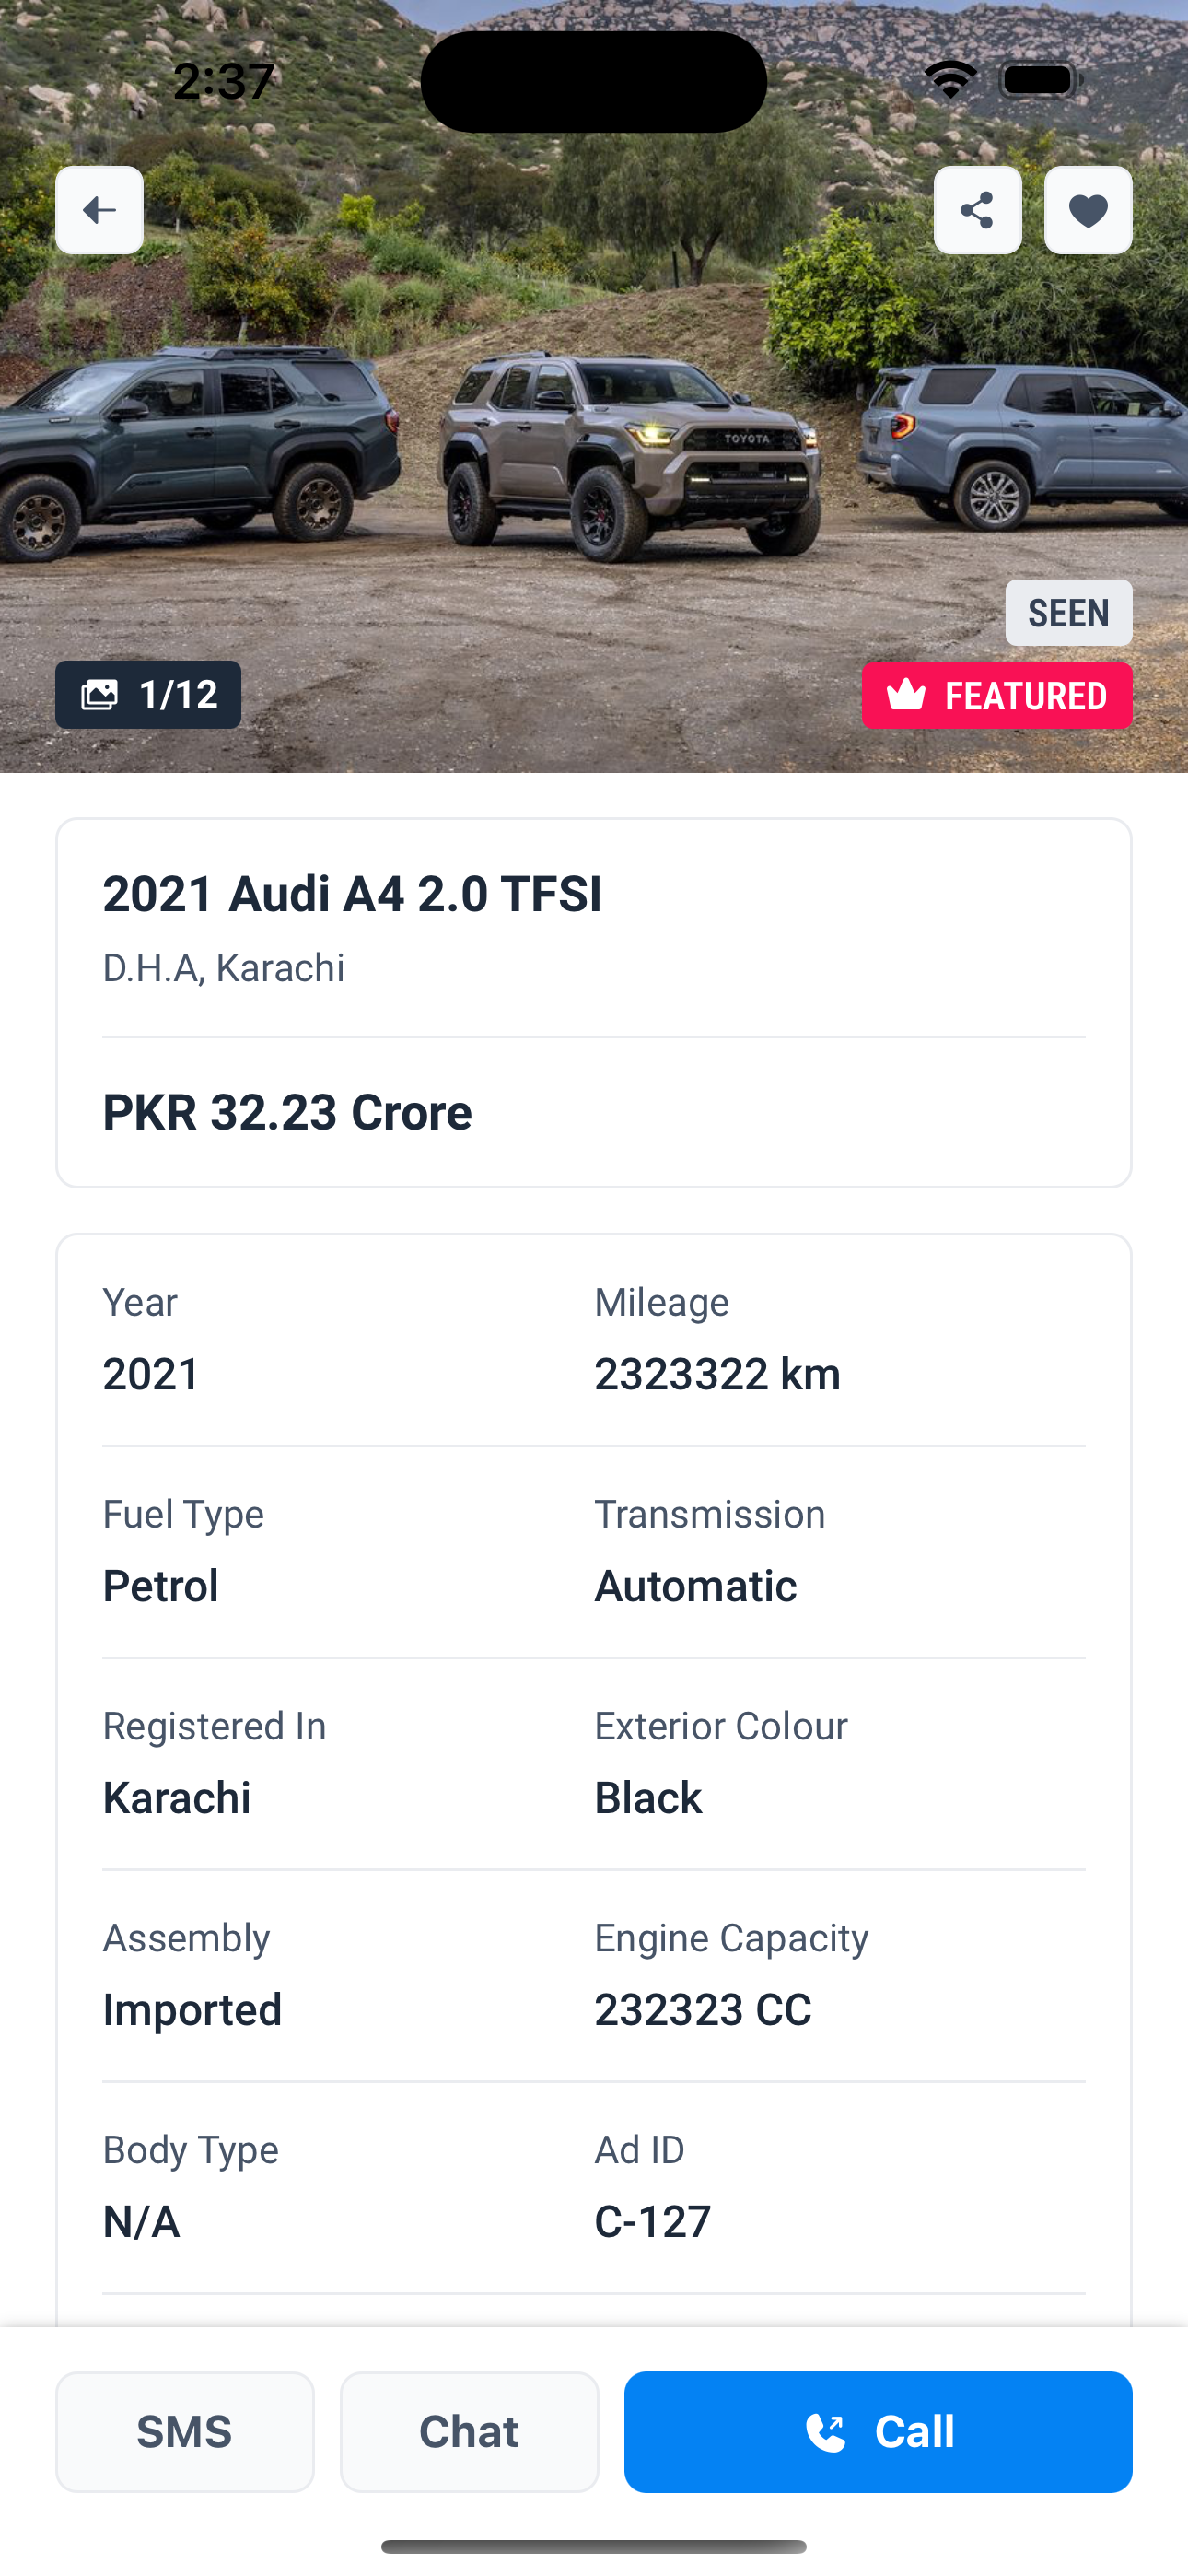 2:37
TOYOTA
SEEN
1/12
FEATURED
2021 Audi A4 2.0 TFSI
D.H.A, Karachi
PKR 32.23 Crore
Year
Mileage
2021
2323322 km
Fuel Type
Transmission
Petrol
Automatic
Registered In
Exterior Colour
Karachi
Black
Assembly
Engine Capacity
Imported
232323 CC
Body Type
Ad ID
N/A
C-127
SMS
Chat
Call